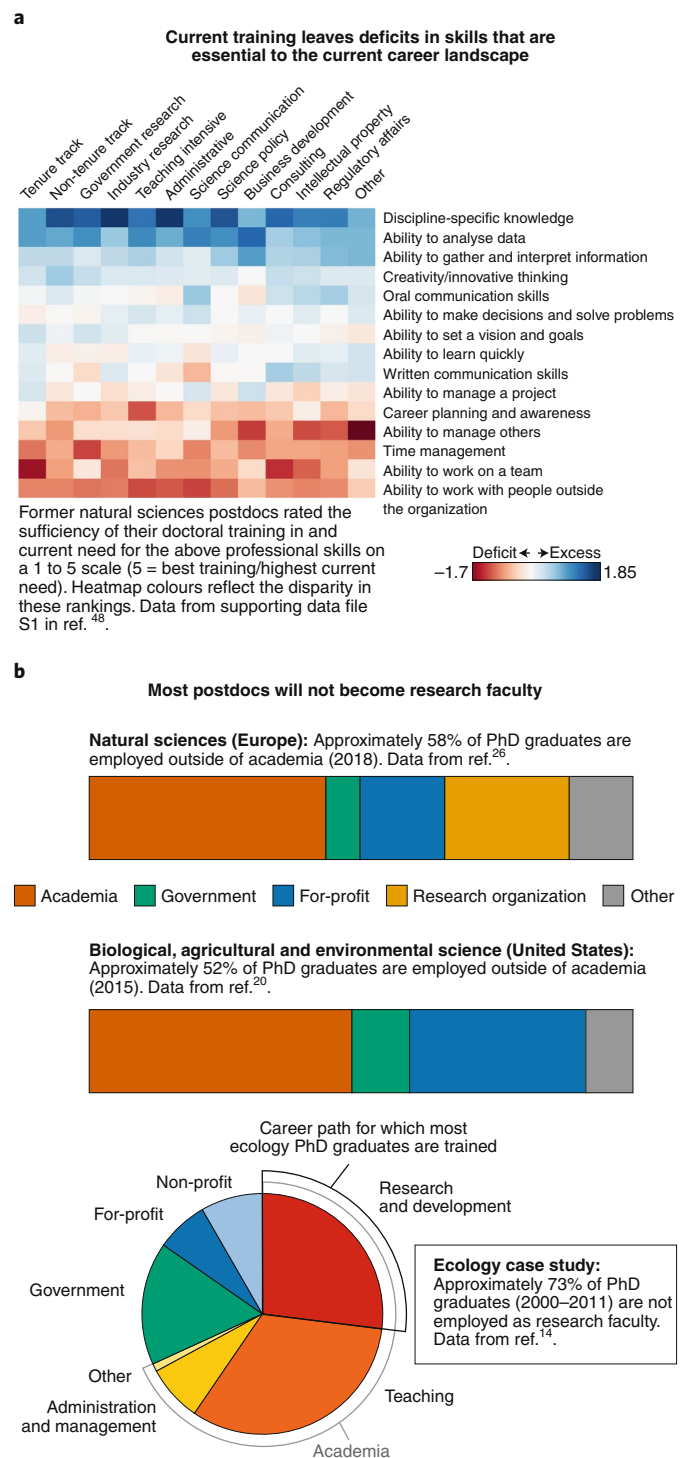 a
Current training leaves deficits in skills that are
essential to the current career landscape
Tenure track
Non-tenure track
Government research
Industry research
Teaching intensive
Administrative
Science communication
Science policy
Business development
Consulting
Intellectual property
Regulatory affairs
Other
Discipline-specific knowledge
Ability to analyse data
Ability to gather and interpret information
Creativity/innovative thinking
Oral communication skills
Ability to make decisions and solve problems
Ability to set a vision and goals
Ability to learn quickly
Written communication skills
Ability to manage a project
Career planning and awareness
Ability to manage others
Time management
Ability to work on a team
Ability to work with people outside
the organization
Former natural sciences postdocs rated the
sufficiency of their doctoral training in and
current need for the above professional skills on
a 1 to 5 scale (5 = best training/highest current
need). Heatmap colours reflect the disparity in
these rankings. Data from supporting data file
S1 in ref. 48.
Deficit Excess
–1.7 1.85
b
Most postdocs will not become research faculty
Natural sciences (Europe): Approximately 58% of PhD graduates are
employed outside of academia (2018). Data from ref.26.
Academia Government For-profit Research organization Other
Biological, agricultural and environmental science (United States):
Approximately 52% of PhD graduates are employed outside of academia
(2015). Data from ref.20.
Career path for which most
ecology PhD graduates are trained
Non-profit
Research
and development
For-profit
Government
Ecology case study:
Approximately 73% of PhD
graduates (2000–2011) are not
employed as research faculty.
Data from ref.14.
Other
Administration
and management
Teaching
Academia